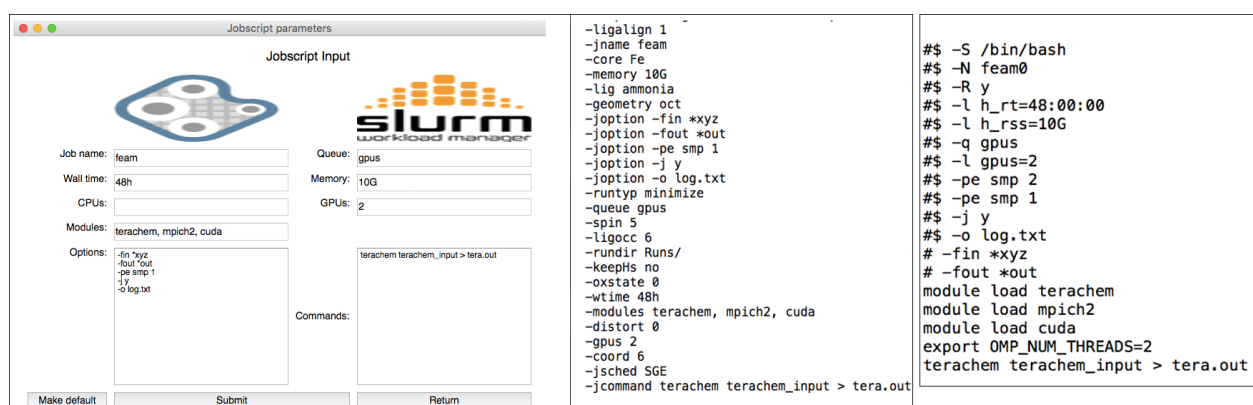 Jobscript parameters
Jobscript Input
slurm
workload manager
Job name: feam Queue: gpus
Wall time: 48h Memory: 10G
CPUs: GPUs: 2
Modules: terachem, mpich2, cuda
Options:
-fin *xyz
-fout *out
-pe smp 1
-j y
-o log.txt
Commands:
terachem terachem_input > tera.out
Make default Submit Return
-ligalign 1
-jname feam
-core Fe
-memory 10G
-lig ammonia
-geometry oct
-joption -fin *xyz
-joption -fout *out
-joption -pe smp 1
-joption -j y
-joption -o log.txt
-runtyp minimize
-queue gpus
-spin 5
-ligocc 6
-rundir Runs/
-keepHs no
-oxstate 0
-wtime 48h
-modules terachem, mpich2, cuda
-distort 0
-gpus 2
-coord 6
-jsched SGE
-jcommand terachem terachem_input > tera.out
#$ -S /bin/bash
#$ -N feam0
#$ -R y
#$ -l h_rt=48:00:00
#$ -l h_rss=10G
#$ -q gpus
#$ -l gpus=2
#$ -pe smp 2
#$ -pe smp 1
#$ -j y
#$ -o log.txt
# -fin *xyz
# -fout *out
module load terachem
module load mpich2
module load cuda
export OMP_NUM_THREADS=2
terachem terachem_input > tera.out